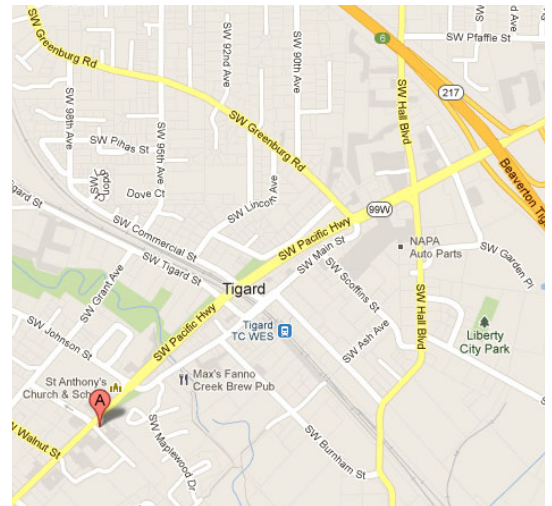 SW Greenburg Rd
SW 92nd Ave
SW 90th Ave
6
SW Pfaffle St
SW 98th Ave
217
SW Hall Blvd
SW Pihas St
SW 95th Ave
SW Greenburg Rd
Dove Ct
Beaverton Tig
Tigard St
SW Lincoln Ave
99W
SW Commercial St
SW Pacific Hwy
SW Main St
NAPA
Auto Parts
SW Tigard St
SW Grant Ave
SW Scoffins St
SW Garden Pl
Tigard
SW Hall Blvd
SW Johnson St
SW Pacific Hwy
Tigard
TC WES
SW Ash Ave
Liberty
City Park
St Anthony's
Church & School
Max's Fanno
Creek Brew Pub
A
SW Maplewood Dr
W Walnut St
SW Burnham St